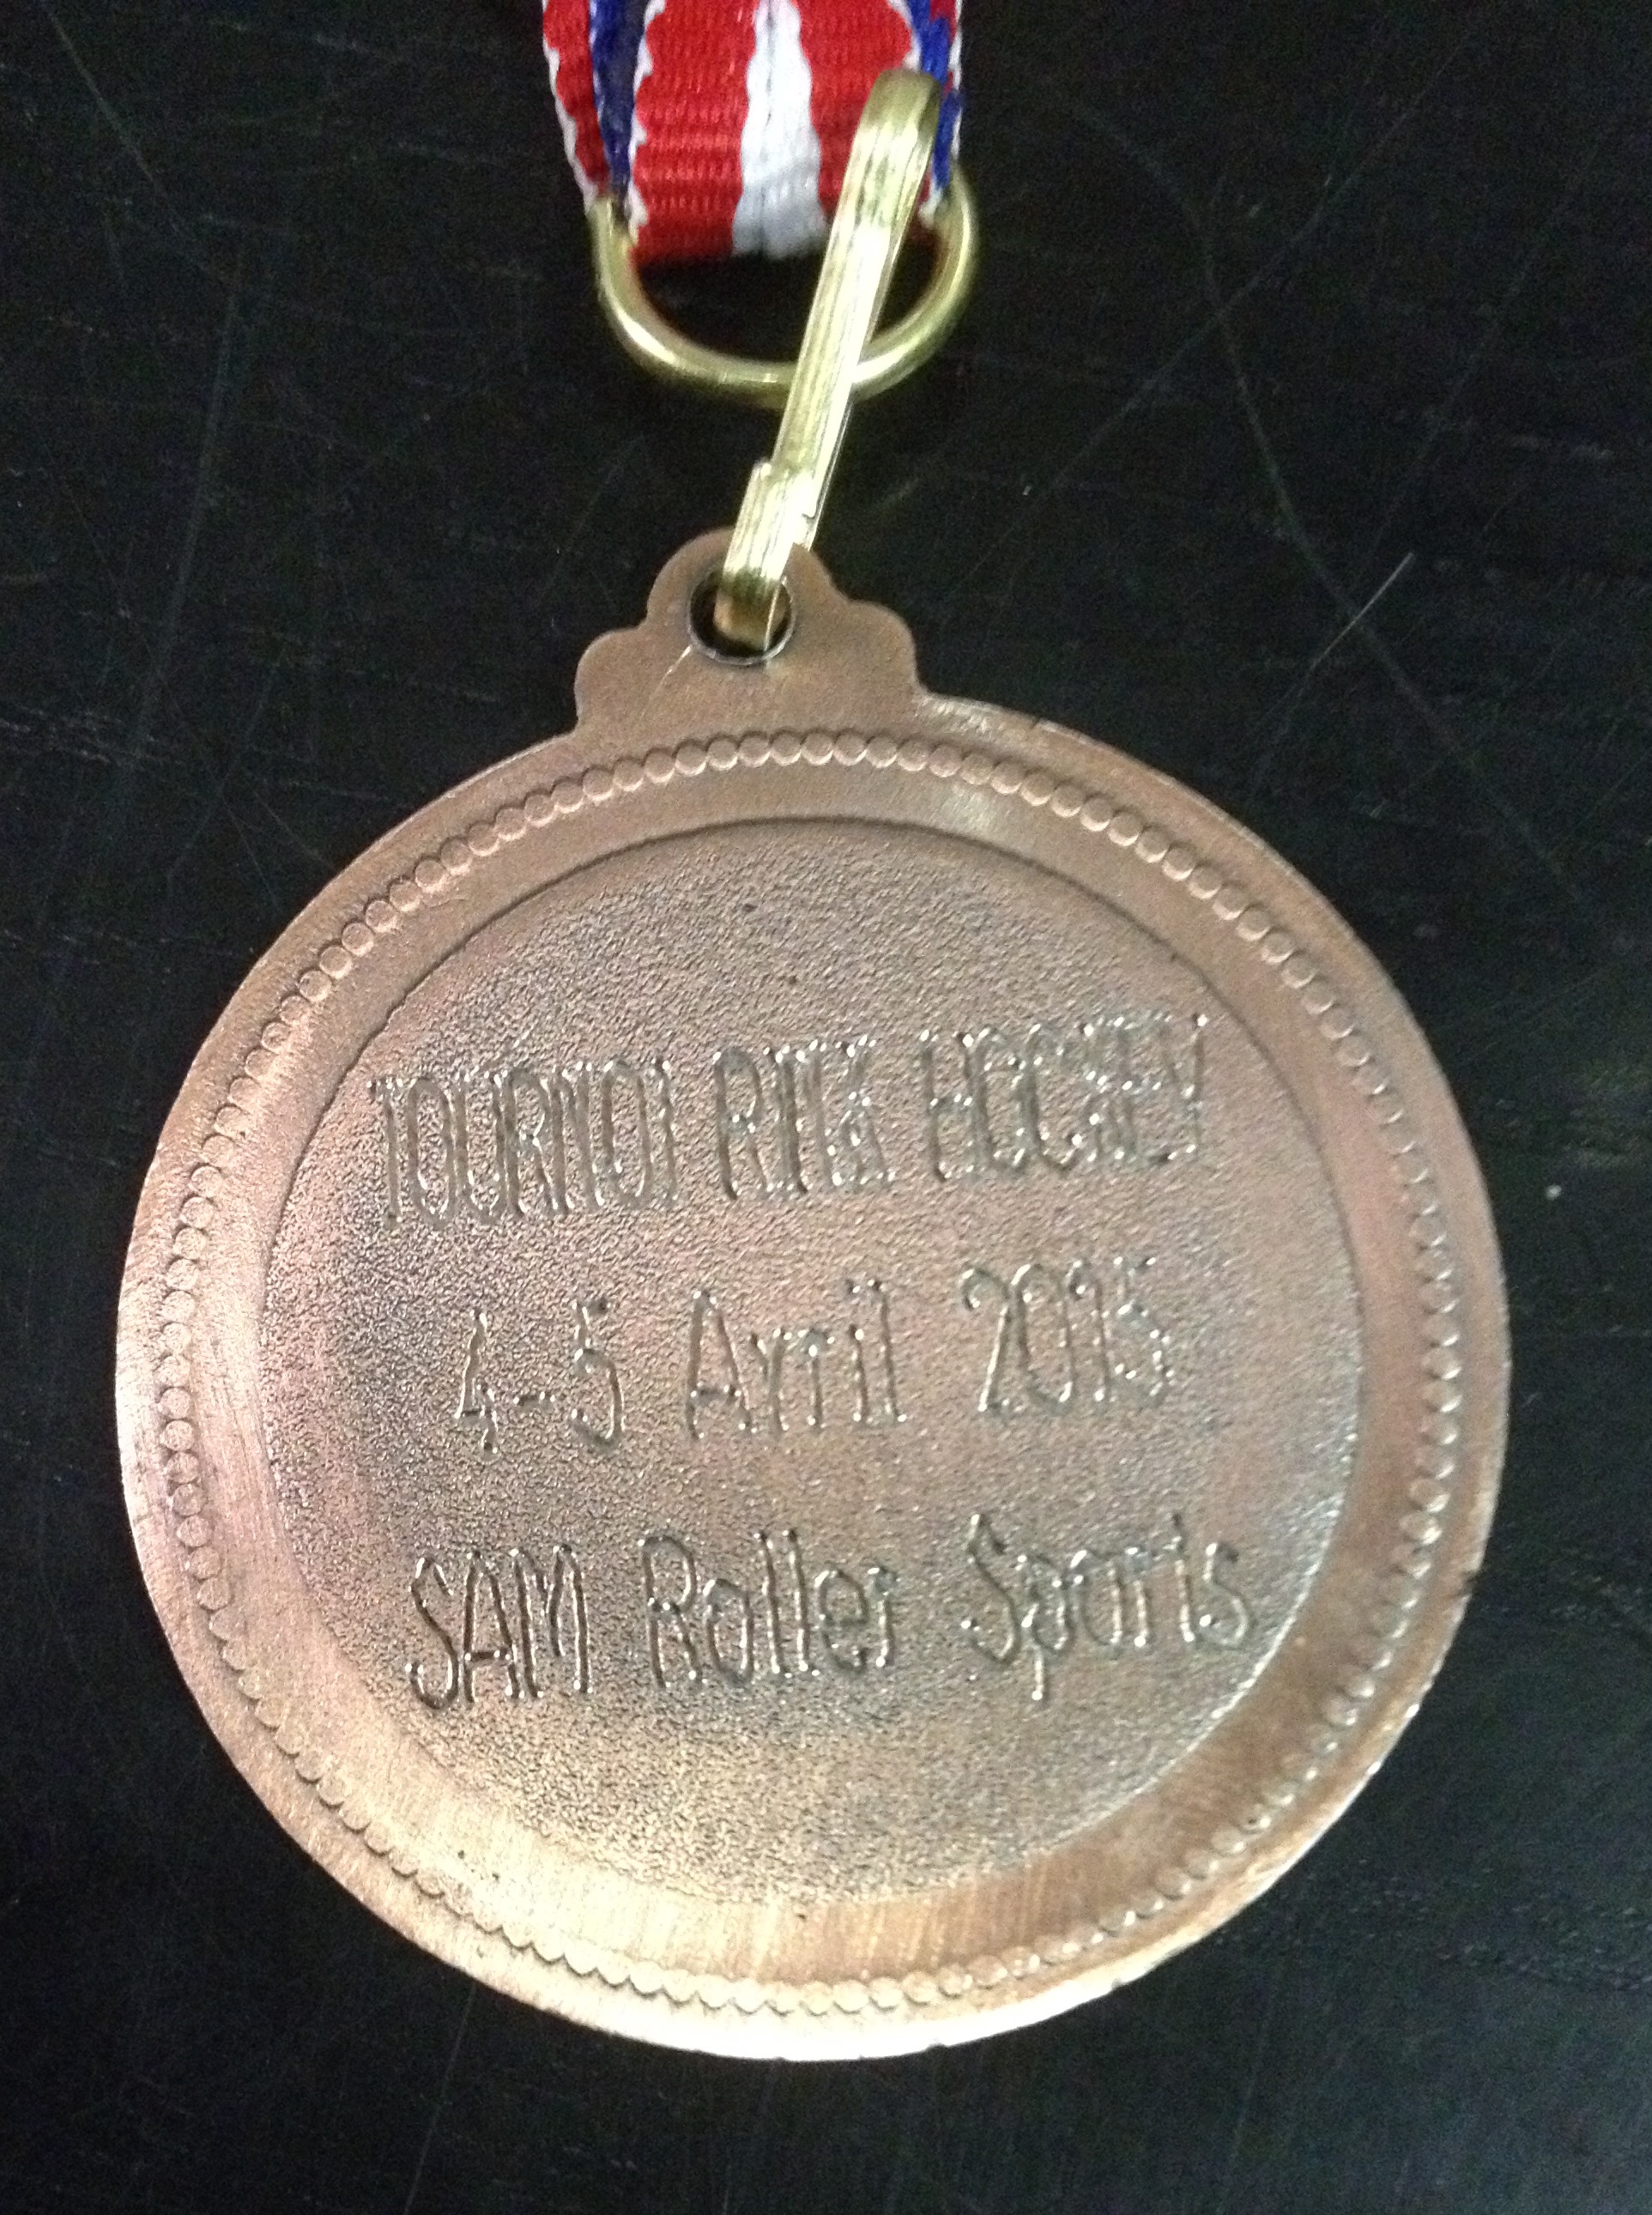 TOURNOI RINK HOCKEY
4-5 Avril 2015
SAM Roller Sports